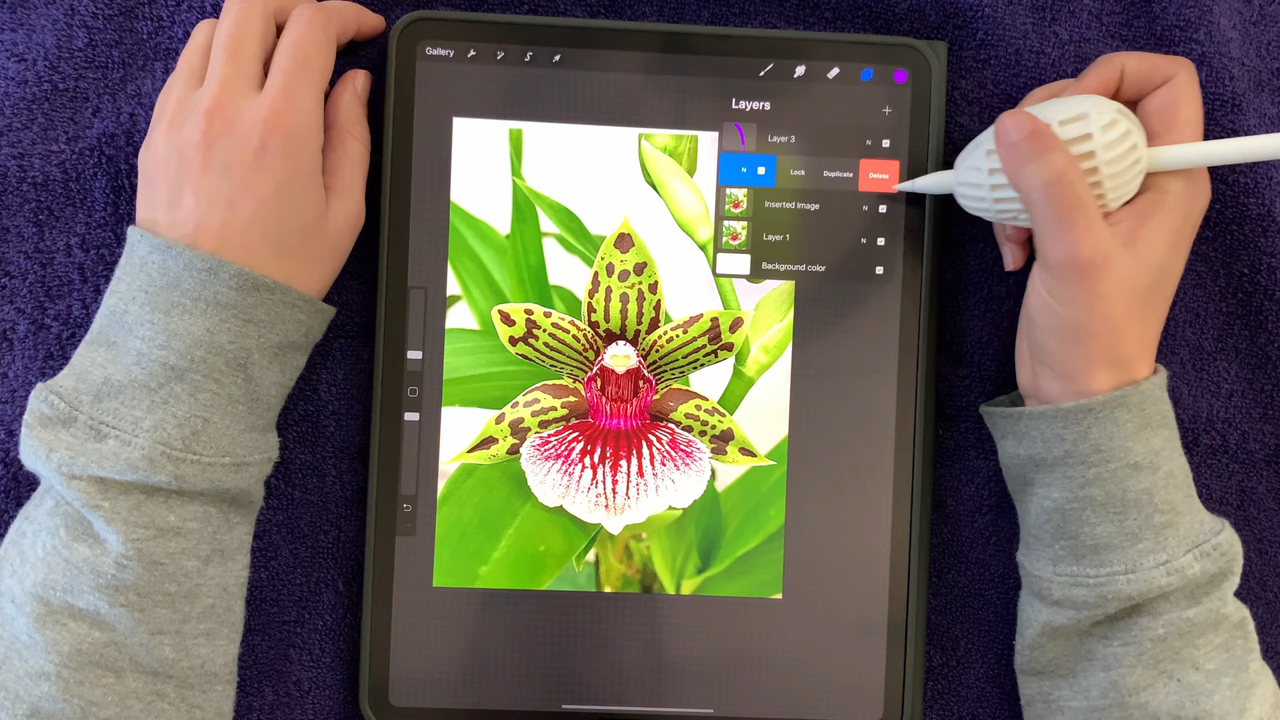 Gallery
Layers
Layer 3 N
N Lock Duplicate Delete
Inserted Image N
Layer 1 N
Background color